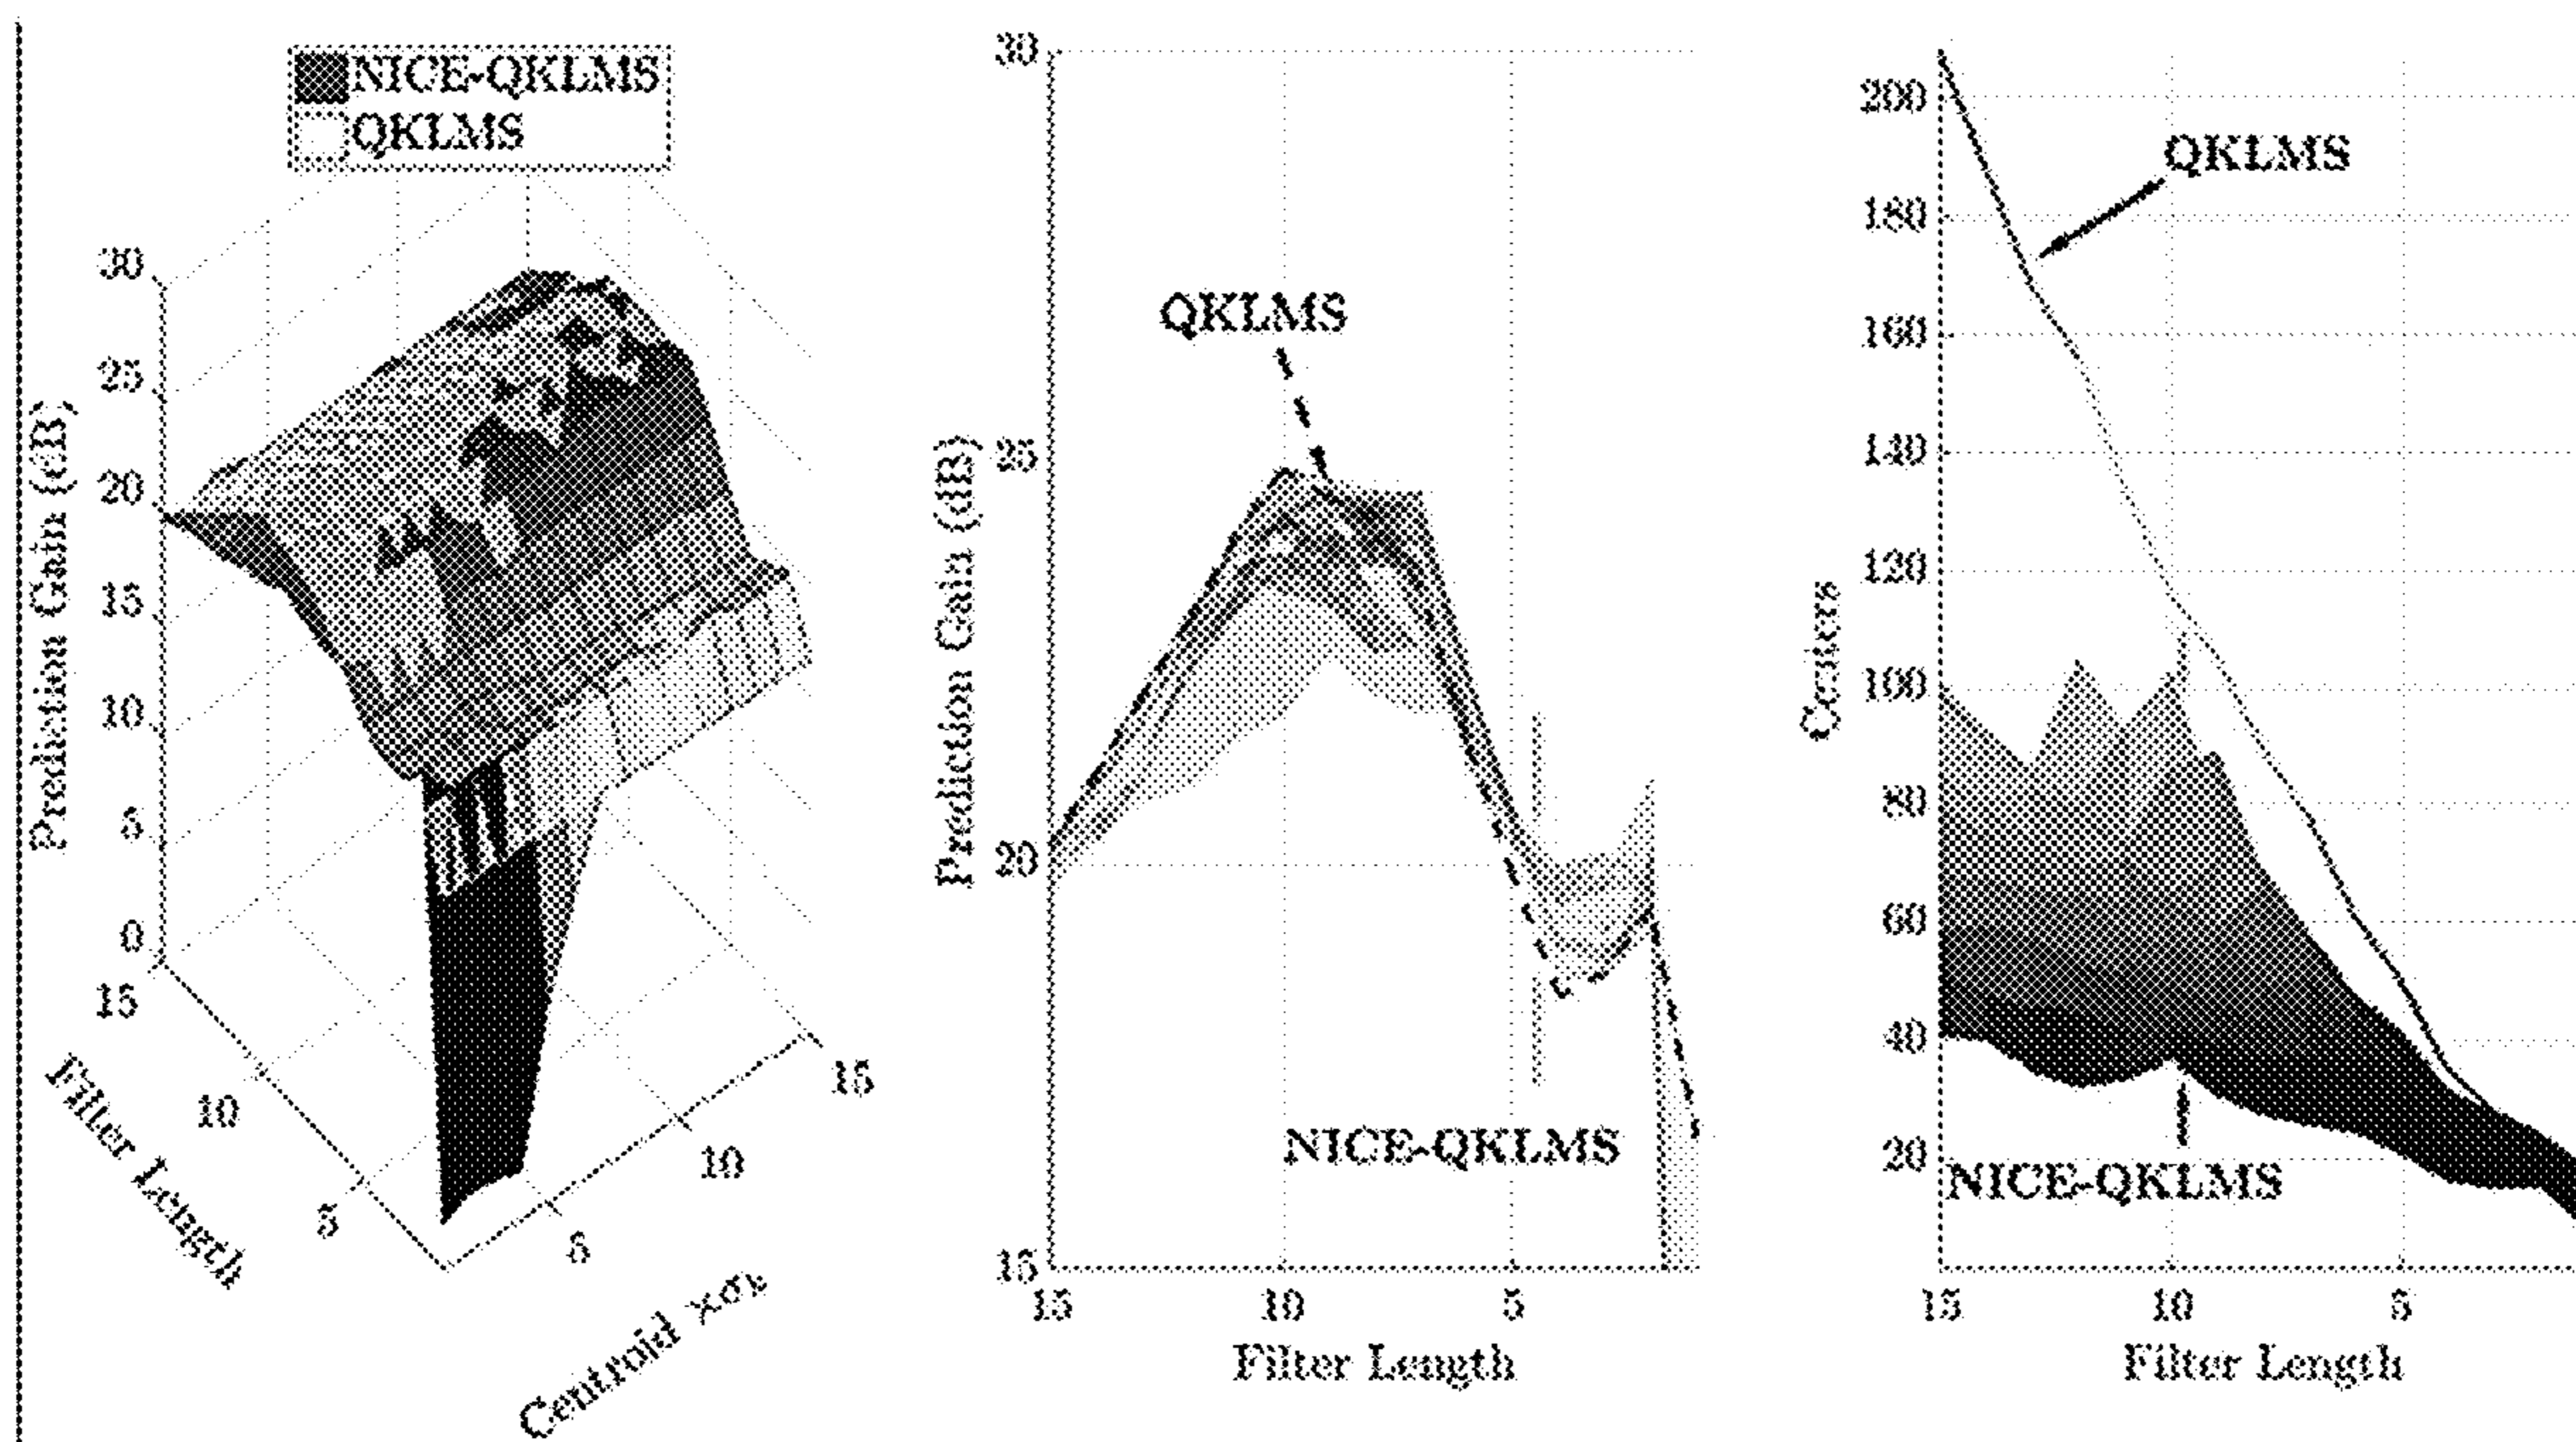 NICE-QKLMS
QKLMS
30
25
20
15
10
5
0
Prediction Gain (dB)
15
10
5
Filter Length
5
10
15
Centroid ×σk
30
25
20
15
Prediction Gain (dB)
QKLMS
NICE-QKLMS
15 10 5
Filter Length
200
180
160
140
120
100
80
60
40
20
Centers
QKLMS
NICE-QKLMS
15 10 5
Filter Length